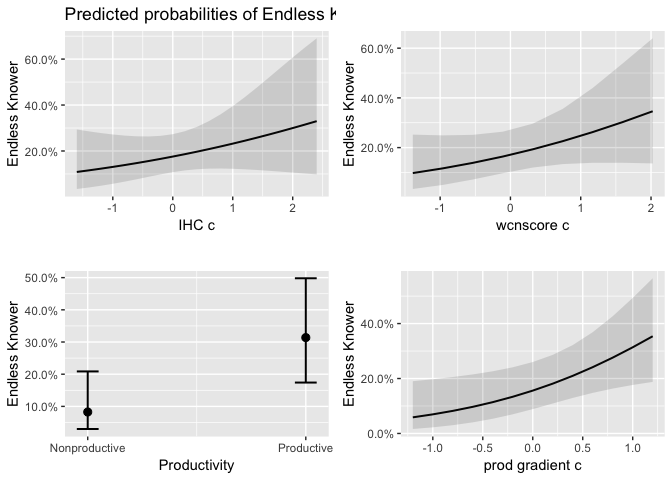 Predicted probabilities of Endless K
Endless Knower
60.0%
40.0%
20.0%
-1
0
1
2
IHC c
Endless Knower
60.0%
40.0%
20.0%
-1
0
1
2
wcnscore c
Endless Knower
50.0%
40.0%
30.0%
20.0%
10.0%
Nonproductive
Productive
Productivity
Endless Knower
40.0%
20.0%
0.0%
-1.0
-0.5
0.0
0.5
1.0
prod gradient c